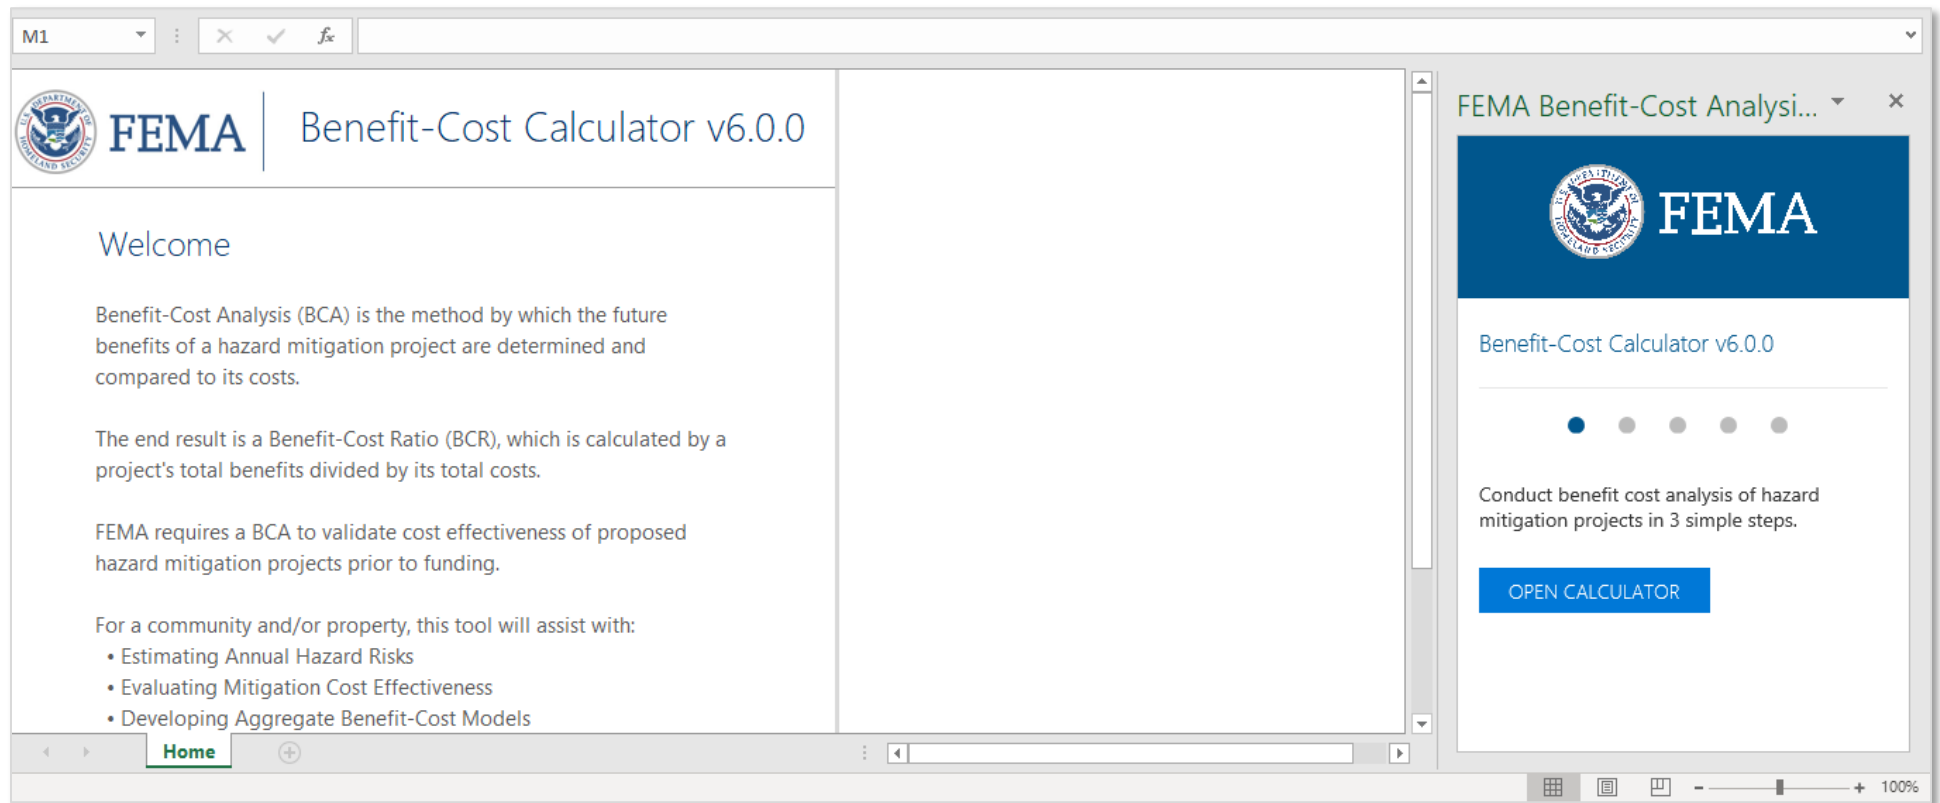 M1
fx
FEMA
Benefit-Cost Calculator v6.0.0
Welcome
Benefit-Cost Analysis (BCA) is the method by which the future
benefits of a hazard mitigation project are determined and
compared to its costs.
The end result is a Benefit-Cost Ratio (BCR), which is calculated by a
project's total benefits divided by its total costs.
FEMA requires a BCA to validate cost effectiveness of proposed
hazard mitigation projects prior to funding.
For a community and/or property, this tool will assist with:
• Estimating Annual Hazard Risks
• Evaluating Mitigation Cost Effectiveness
• Developing Aggregate Benefit-Cost Models
Home
FEMA Benefit-Cost Analysi...
FEMA
Benefit-Cost Calculator v6.0.0
Conduct benefit cost analysis of hazard
mitigation projects in 3 simple steps.
OPEN CALCULATOR
100%